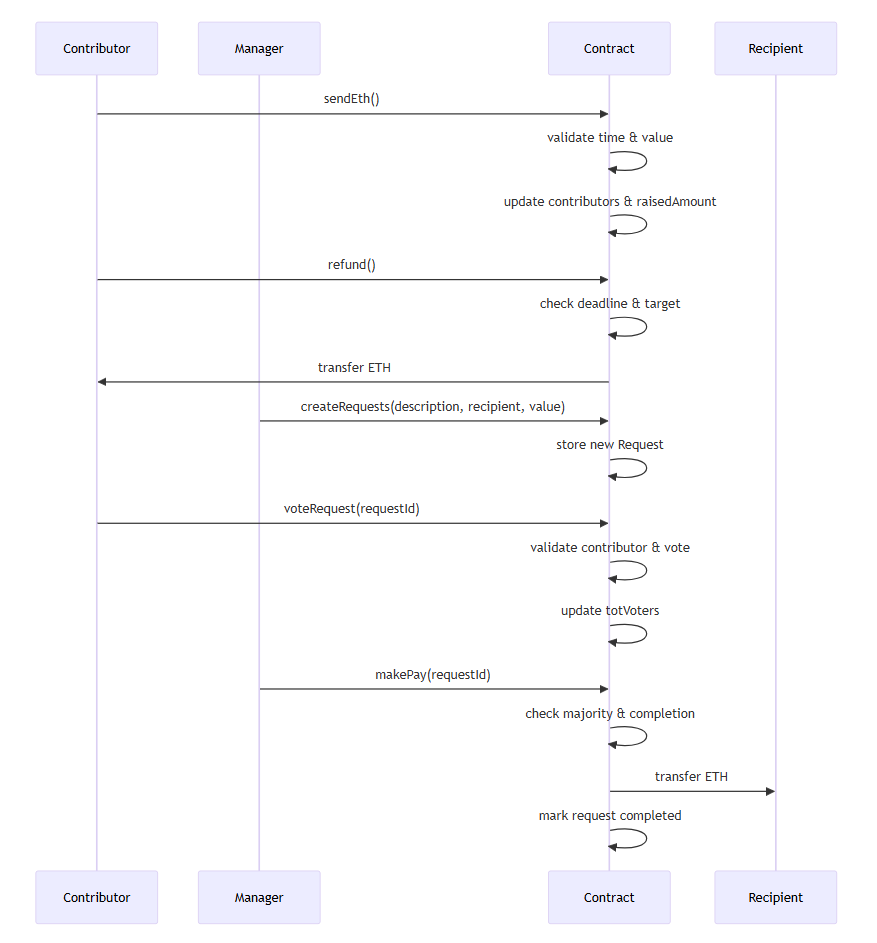 Contributor
Manager
Contract
Recipient
sendEth()
validate time & value
update contributors & raisedAmount
refund()
check deadline & target
transfer ETH
createRequests(description, recipient, value)
store new Request
voteRequest(requestId)
validate contributor & vote
update totVoters
makePay(requestId)
check majority & completion
transfer ETH
mark request completed
Contributor
Manager
Contract
Recipient